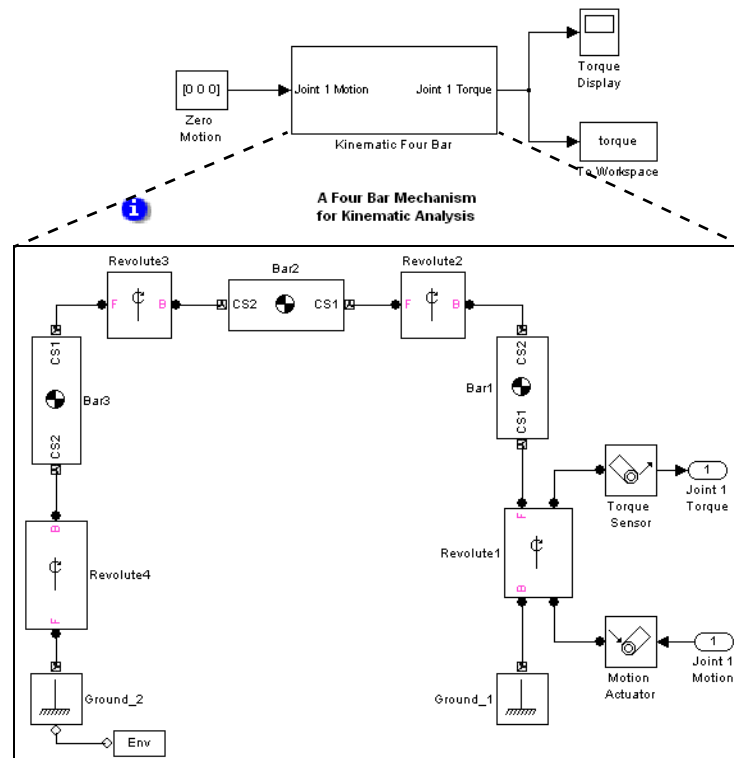 [0 0 0]
Zero
Motion
Joint 1 Motion
Joint 1 Torque
Kinematic Four Bar
Torque
Display
torque
To Workspace
i
A Four Bar Mechanism
for Kinematic Analysis
Revolute3
F
B
Bar2
CS2
CS1
Revolute2
F
B
CS1
CS2
Bar3
CS2
CS1
Bar1
B
F
Revolute4
F
B
Revolute1
Torque
Sensor
1
Joint 1
Torque
Motion
Actuator
1
Joint 1
Motion
Ground_2
Ground_1
Env